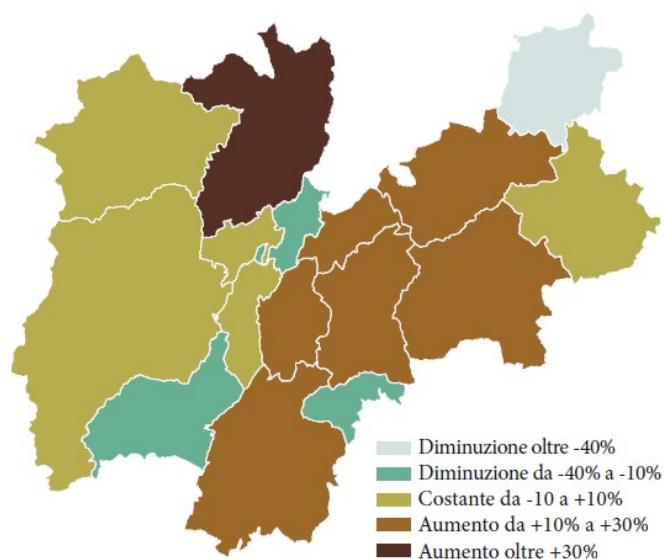 Diminuzione oltre -40%
Diminuzione da -40% a -10%
Costante da -10 a +10%
Aumento da +10% a +30%
Aumento oltre +30%